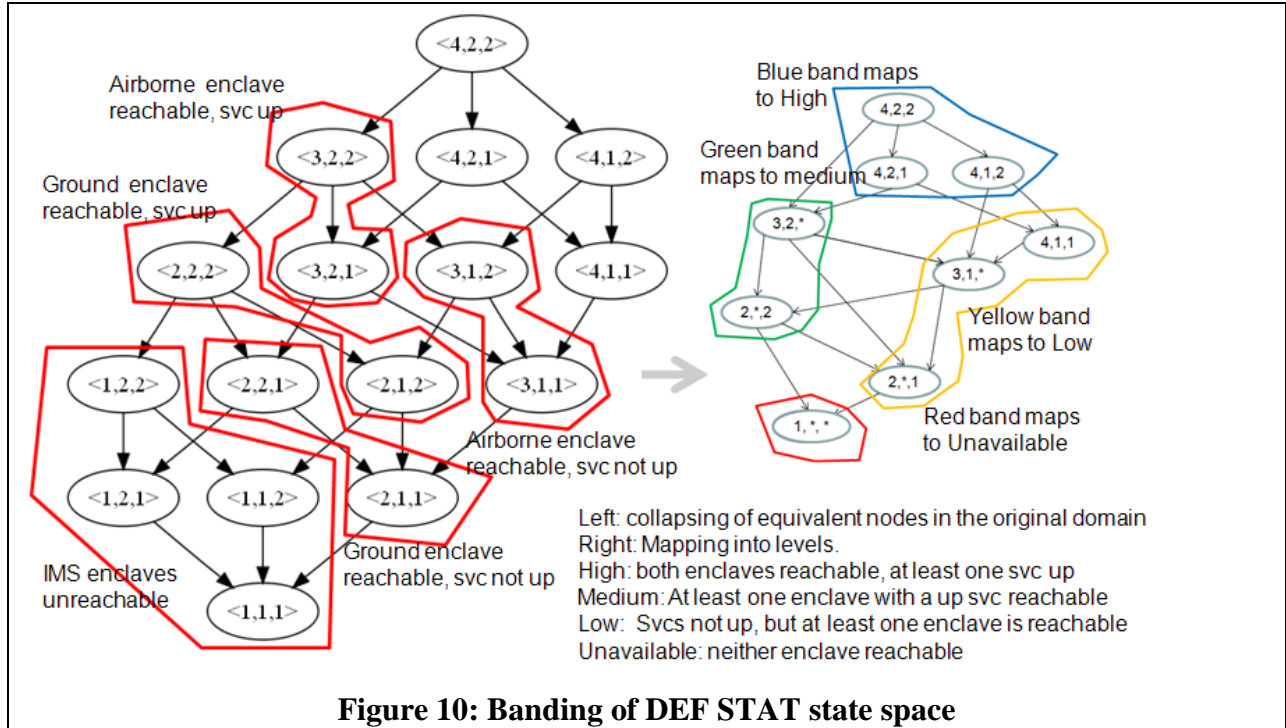 <4,2,2>
Airborne enclave
reachable, svc up
<3,2,2>
<4,2,1>
<4,1,2>
Ground enclave
reachable, svc up
<2,2,2>
<3,2,1>
<3,1,2>
<4,1,1>
<1,2,2>
<2,2,1>
<2,1,2>
<3,1,1>
Airborne enclave
reachable, svc not up
<1,2,1>
<1,1,2>
<2,1,1>
Ground enclave
reachable, svc not up
IMS enclaves
unreachable
<1,1,1>
Blue band maps
to High
4,2,2
Green band
maps to medium
4,2,1
4,1,2
3,2,*
4,1,1
3,1,*
2,*,2
Yellow band
maps to Low
2,*,1
Red band maps
to Unavailable
1,*,*
Left: collapsing of equivalent nodes in the original domain
Right: Mapping into levels.
High: both enclaves reachable, at least one svc up
Medium: At least one enclave with a up svc reachable
Low: Svcs not up, but at least one enclave is reachable
Unavailable: neither enclave reachable
Figure 10: Banding of DEF STAT state space